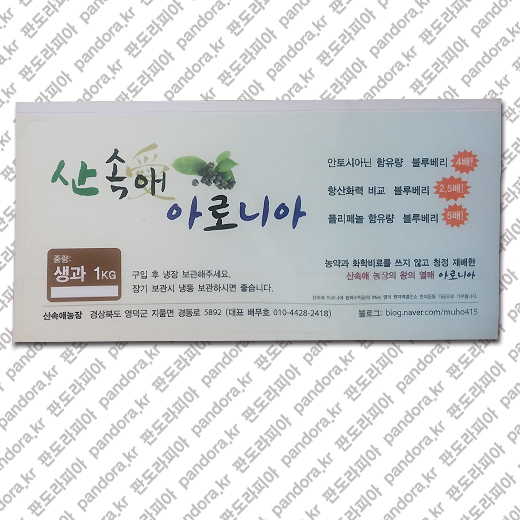 산속애 愛
아로니아
안토시아닌 함유량 블루베리 4배!
항산화력 비교 블루베리 2.5배!
폴리페놀 함유량 블루베리 5배!
농약과 화학비료를 쓰지 않고 청정 재배한
산속애 농장의 왕의 열매 아로니아
중량:
생과 1KG
구입 후 냉장 보관해주세요.
장기 보관시 냉동 보관하시면 좋습니다.
산속애농장 경상북도 영덕군 지품면 경동로 5892 (대표 배무호 010-4428-2418)
블로그: blog.naver.com/muho415
판도라피아 pandora.kr